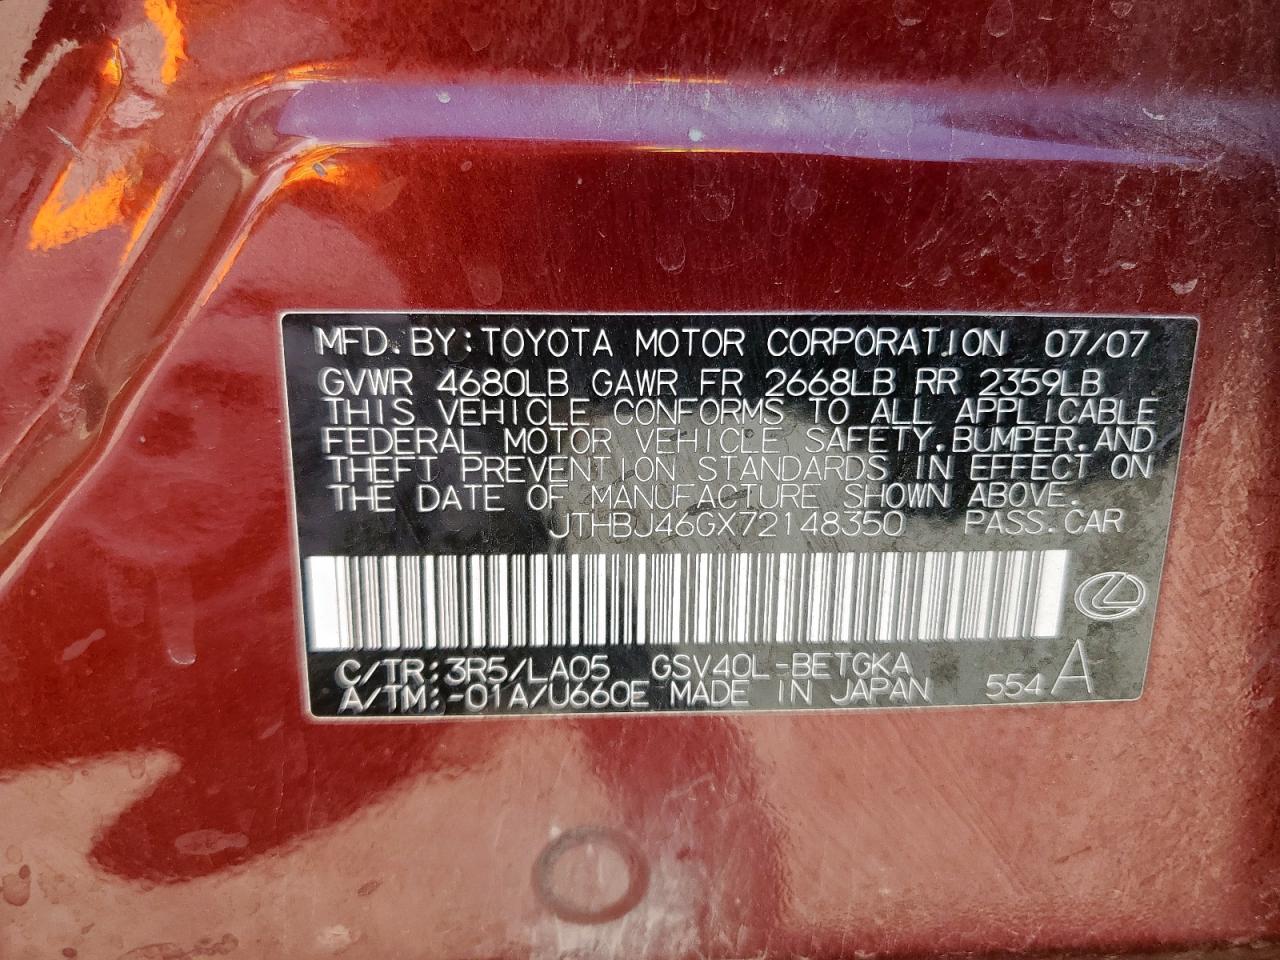 MFD. BY: TOYOTA MOTOR CORPORATION 07/07
GVWR 4680LB GAWR FR 2668LB RR 2359LB
THIS VEHICLE CONFORMS TO ALL APPLICABLE
FEDERAL MOTOR VEHICLE SAFETY, BUMPER, AND
THEFT PREVENTION STANDARDS IN EFFECT ON
THE DATE OF MANUFACTURE SHOWN ABOVE.
JTHBJ46GX72148350 PASS. CAR
C/TR: 3R5/LA05 GSV40L-BETGKA
A/TM: -01A/U660E MADE IN JAPAN 554 A